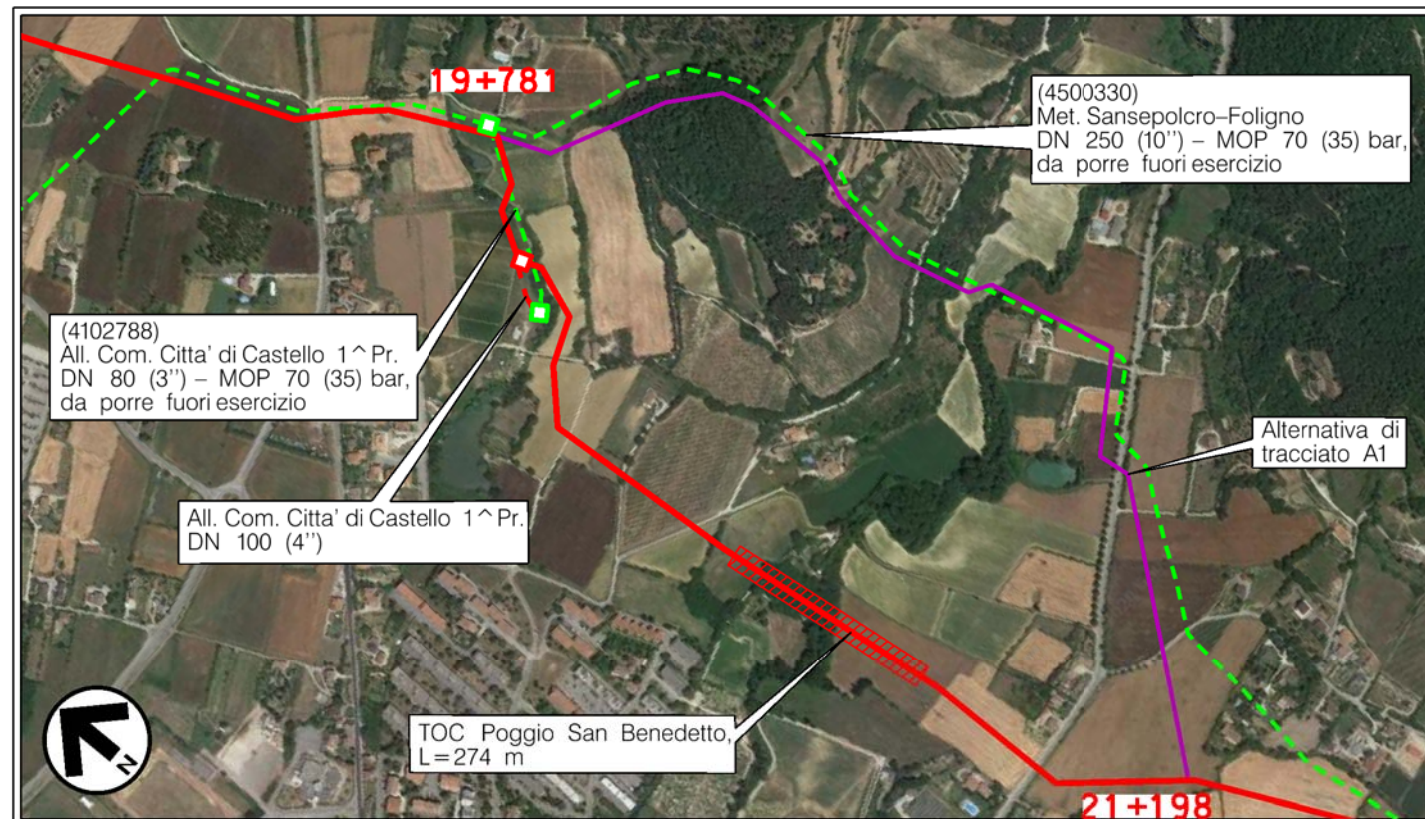 19+781
(4500330)
Met. Sansepolcro–Foligno
DN 250 (10'') – MOP 70 (35) bar,
da porre fuori esercizio
(4102788)
All. Com. Citta' di Castello 1^Pr.
DN 80 (3'') – MOP 70 (35) bar,
da porre fuori esercizio
Alternativa di
tracciato A1
All. Com. Citta' di Castello 1^Pr.
DN 100 (4'')
TOC Poggio San Benedetto,
L=274 m
N
21+198